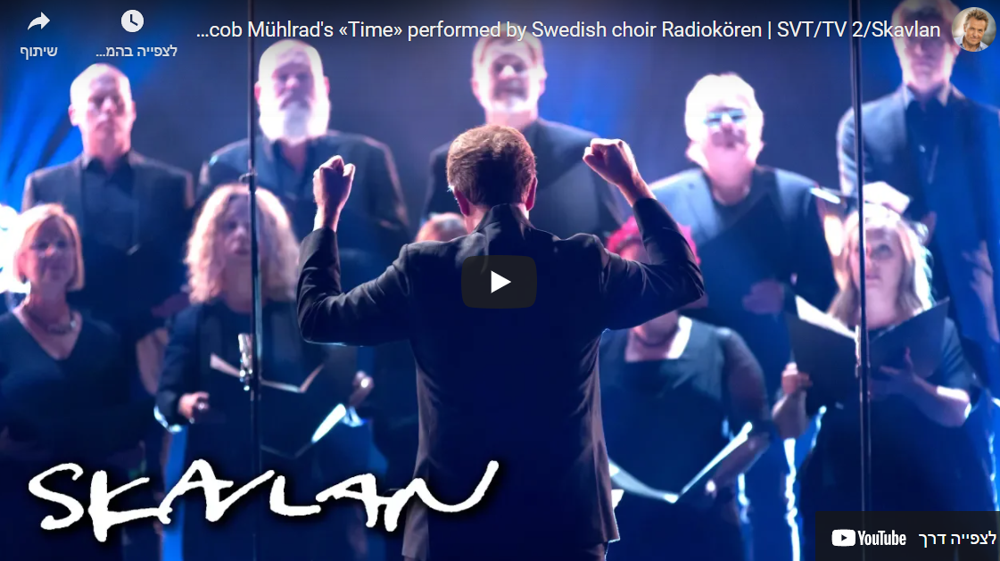 ...cob Mühlrad's «Time» performed by Swedish choir Radiokören | SVT/TV 2/Skavlan
לצפייה בהמ...
שיתוף
SKAVLAN
לצפייה דרך YouTube